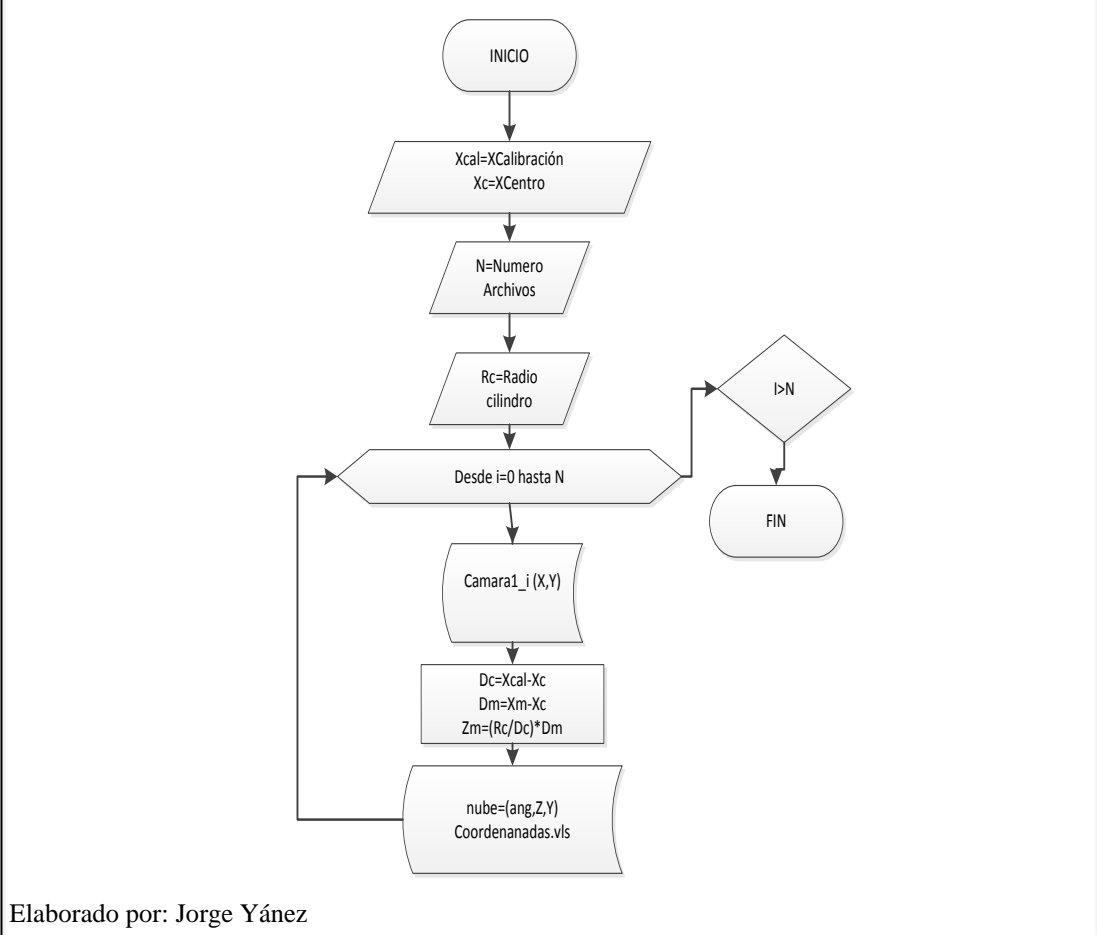 INICIO
Xcal=XCalibración
Xc=XCentro
N=Numero
Archivos
Rc=Radio
cilindro
I>N
Desde i=0 hasta N
FIN
Camara1_i (X,Y)
Dc=Xcal-Xc
Dm=Xm-Xc
Zm=(Rc/Dc)*Dm
nube=(ang,Z,Y)
Coordenanadas.vls
Elaborado por: Jorge Yánez